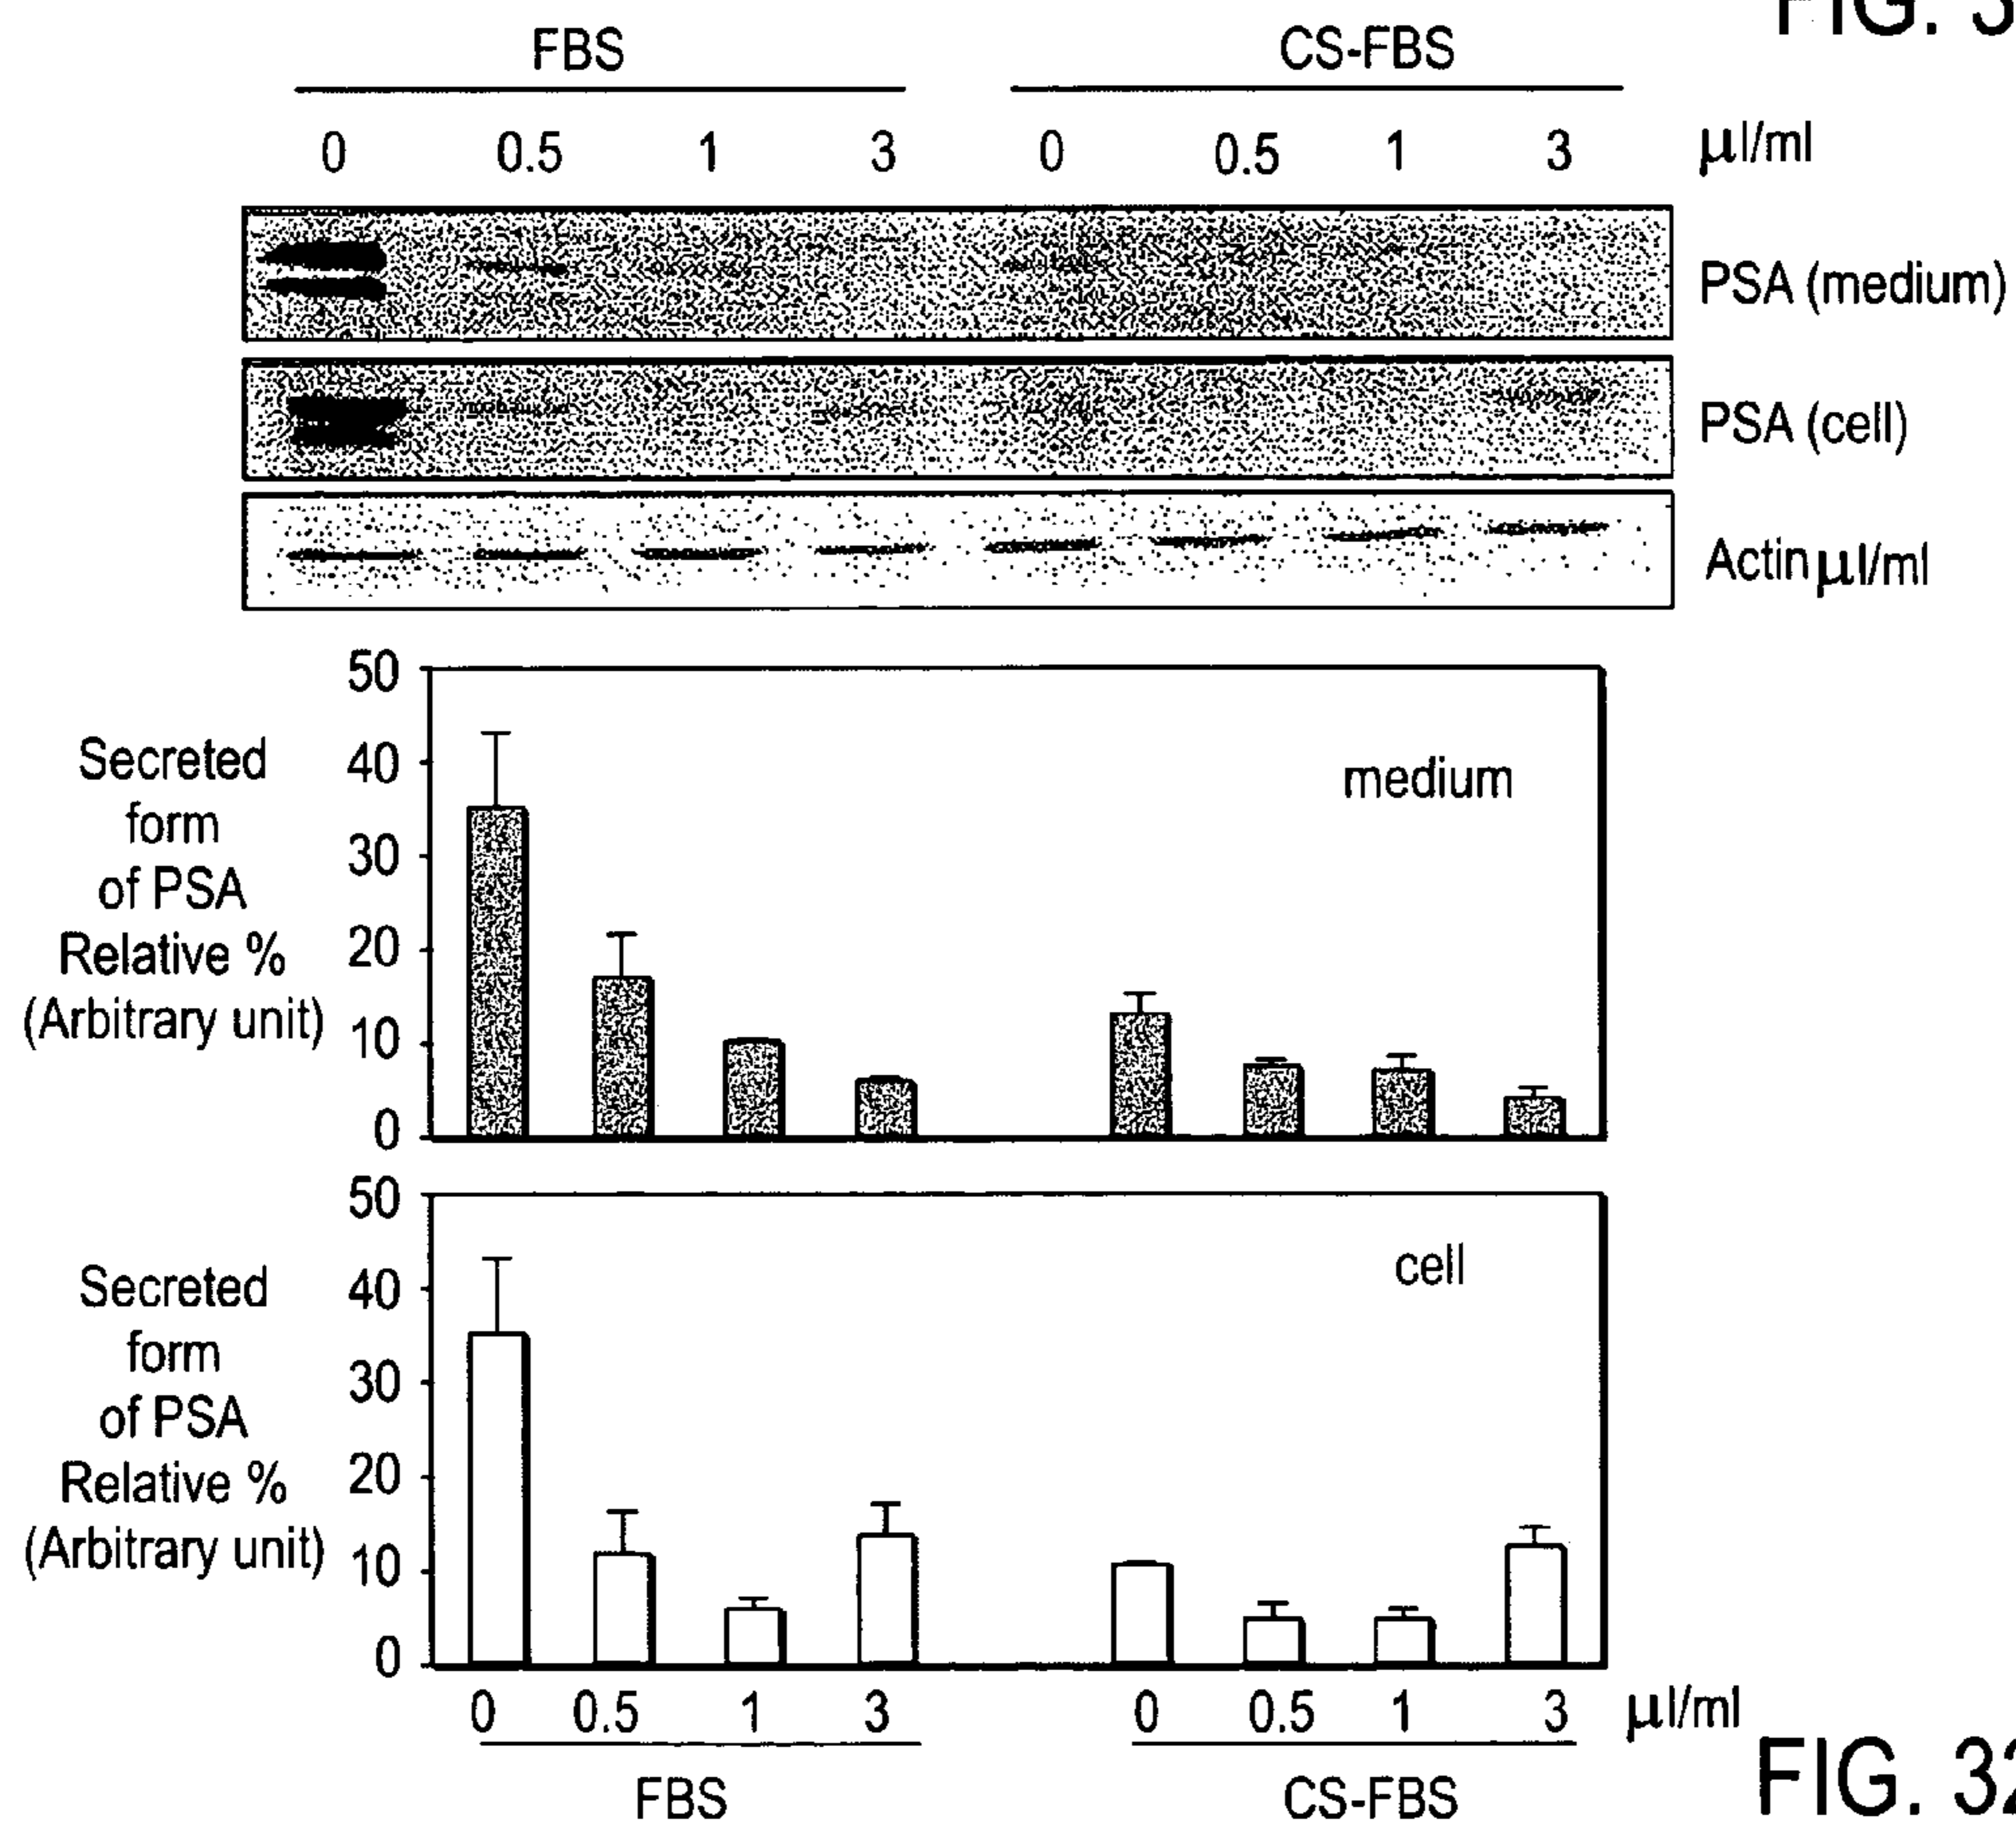 FIG. 3
FBS CS-FBS
0 0.5 1 3 0 0.5 1 3 µl/ml
PSA (medium)
PSA (cell)
Actin µl/ml
50
40
30
20
10
0
Secreted
form
of PSA
Relative %
(Arbitrary unit)
medium
50
40
30
20
10
0
Secreted
form
of PSA
Relative %
(Arbitrary unit)
cell
0 0.5 1 3 0 0.5 1 3 µl/ml
FBS CS-FBS
FIG. 32